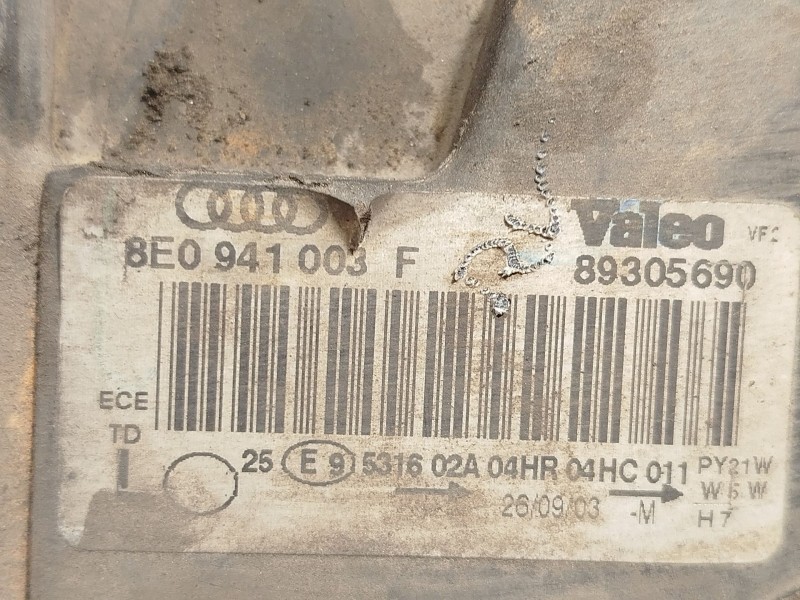 Valeo VF2
8E0 941 003 F 89305690
ECE
TD
I
25 E 9 5316 02A 04HR 04HC 011 PY21W
26/09/03 -M W5W
H7